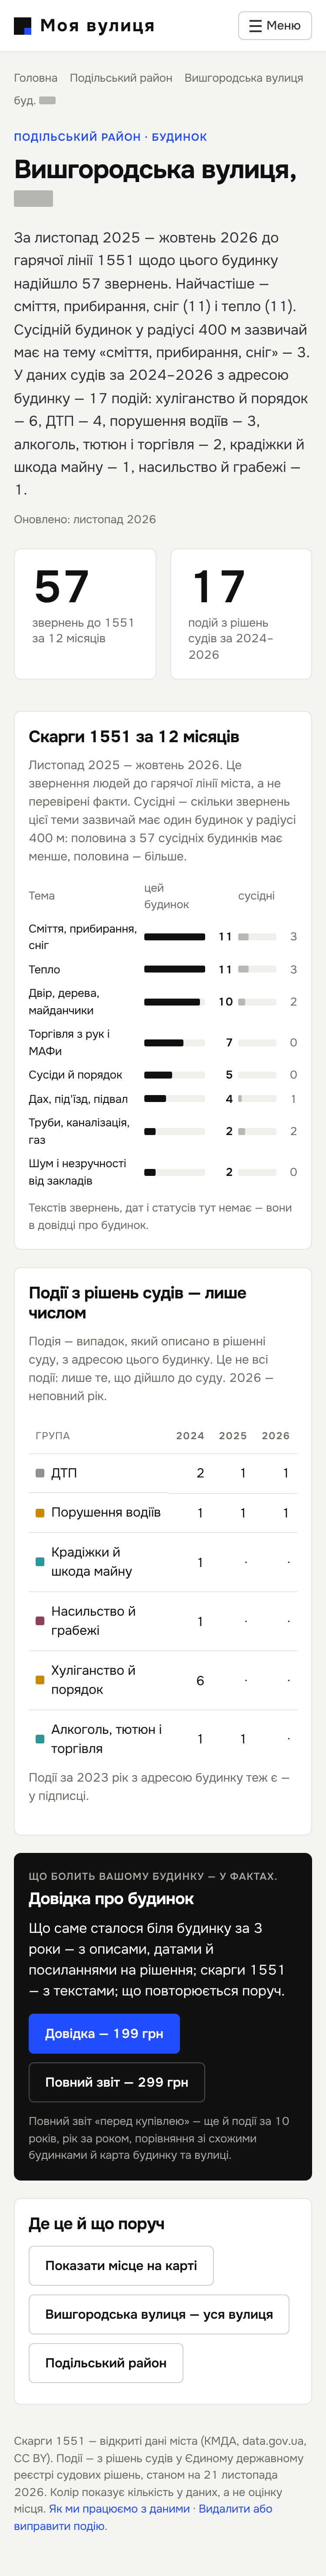 Моя вулиця
Меню
Головна Подільський район Вишгородська вулиця
буд.
ПОДІЛЬСЬКИЙ РАЙОН · БУДИНОК
Вишгородська вулиця,
За листопад 2025 — жовтень 2026 до
гарячої лінії 1551 щодо цього будинку
надійшло 57 звернень. Найчастіше —
сміття, прибирання, сніг (11) і тепло (11).
Сусідній будинок у радіусі 400 м зазвичай
має на тему «сміття, прибирання, сніг» — 3.
У даних судів за 2024–2026 з адресою
будинку — 17 подій: хуліганство й порядок
— 6, ДТП — 4, порушення водіїв — 3,
алкоголь, тютюн і торгівля — 2, крадіжки й
шкода майну — 1, насильство й грабежі —
1.
Оновлено: листопад 2026
57
звернень до 1551
за 12 місяців
17
подій з рішень
судів за 2024–
2026
Скарги 1551 за 12 місяців
Листопад 2025 — жовтень 2026. Це
звернення людей до гарячої лінії міста, а не
перевірені факти. Сусідні — скільки звернень
цієї теми зазвичай має один будинок у радіусі
400 м: половина з 57 сусідніх будинків має
менше, половина — більше.
Тема цей будинок сусідні
Сміття, прибирання, сніг 11 3
Тепло 11 3
Двір, дерева, майданчики 10 2
Торгівля з рук і МАФи 7 0
Сусіди й порядок 5 0
Дах, під'їзд, підвал 4 1
Труби, каналізація, газ 2 2
Шум і незручності від закладів 2 0
Текстів звернень, дат і статусів тут немає — вони
в довідці про будинок.
Події з рішень судів — лише
числом
Подія — випадок, який описано в рішенні
суду, з адресою цього будинку. Це не всі
події: лише те, що дійшло до суду. 2026 —
неповний рік.
ГРУПА 2024 2025 2026
ДТП 2 1 1
Порушення водіїв 1 1 1
Крадіжки й шкода майну 1 · ·
Насильство й грабежі 1 · ·
Хуліганство й порядок 6 · ·
Алкоголь, тютюн і торгівля 1 1 ·
Події за 2023 рік з адресою будинку теж є —
у підписці.
ЩО БОЛИТЬ ВАШОМУ БУДИНКУ — У ФАКТАХ.
Довідка про будинок
Що саме сталося біля будинку за 3
роки — з описами, датами й
посиланнями на рішення; скарги 1551
— з текстами; що повторюється поруч.
Довідка — 199 грн
Повний звіт — 299 грн
Повний звіт «перед купівлею» — ще й події за 10
років, рік за роком, порівняння зі схожими
будинками й карта будинку та вулиці.
Де це й що поруч
Показати місце на карті
Вишгородська вулиця — уся вулиця
Подільський район
Скарги 1551 — відкриті дані міста (КМДА, data.gov.ua,
CC BY). Події — з рішень судів у Єдиному державному
реєстрі судових рішень, станом на 21 листопада
2026. Колір показує кількість у даних, а не оцінку
місця. Як ми працюємо з даними · Видалити або
виправити подію.